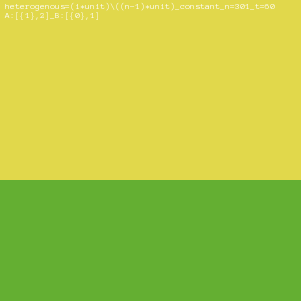 heterogenous=(1+unit)\((n-1)+unit)_constant_n=301_t=60
A:[[1],2]_B:[[0],1]